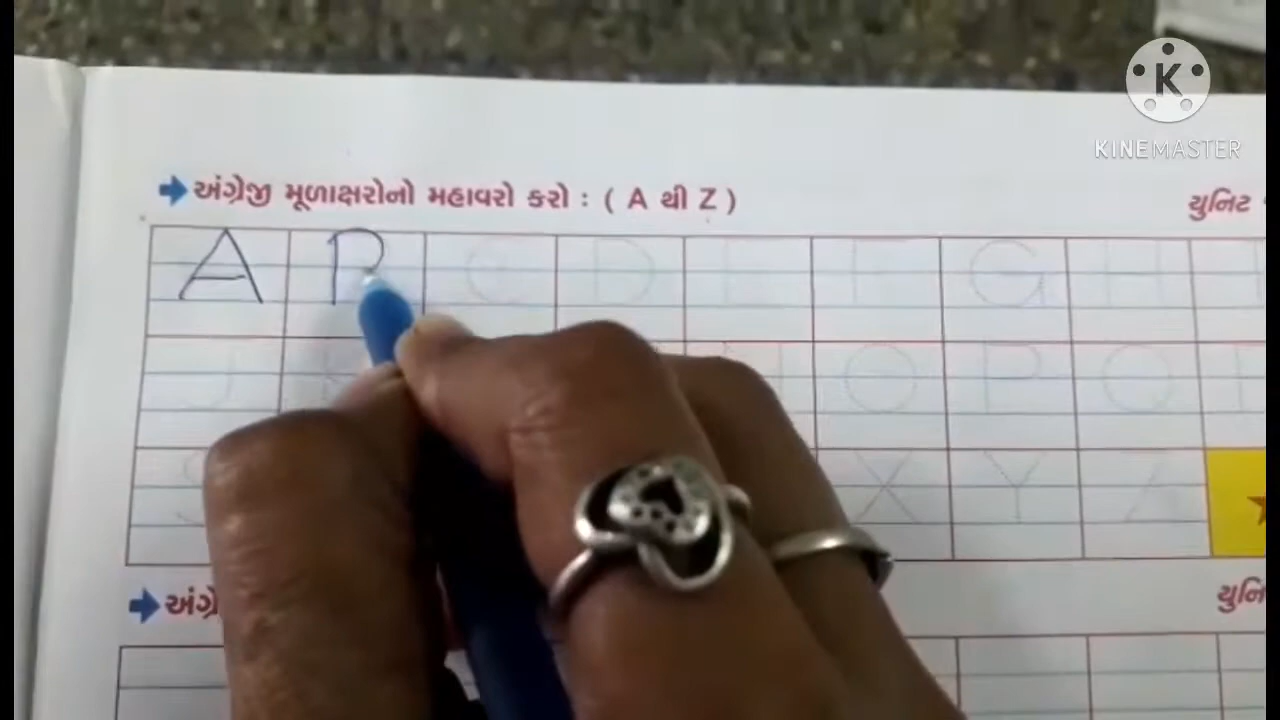 KINEMASTER
અંગ્રેજી મૂળાક્ષરોનો મહાવરો કરો : ( A થી Z ) યુનિટ
A P C D E F G H
J K O P Q
S X Y Z
અંગ્રે